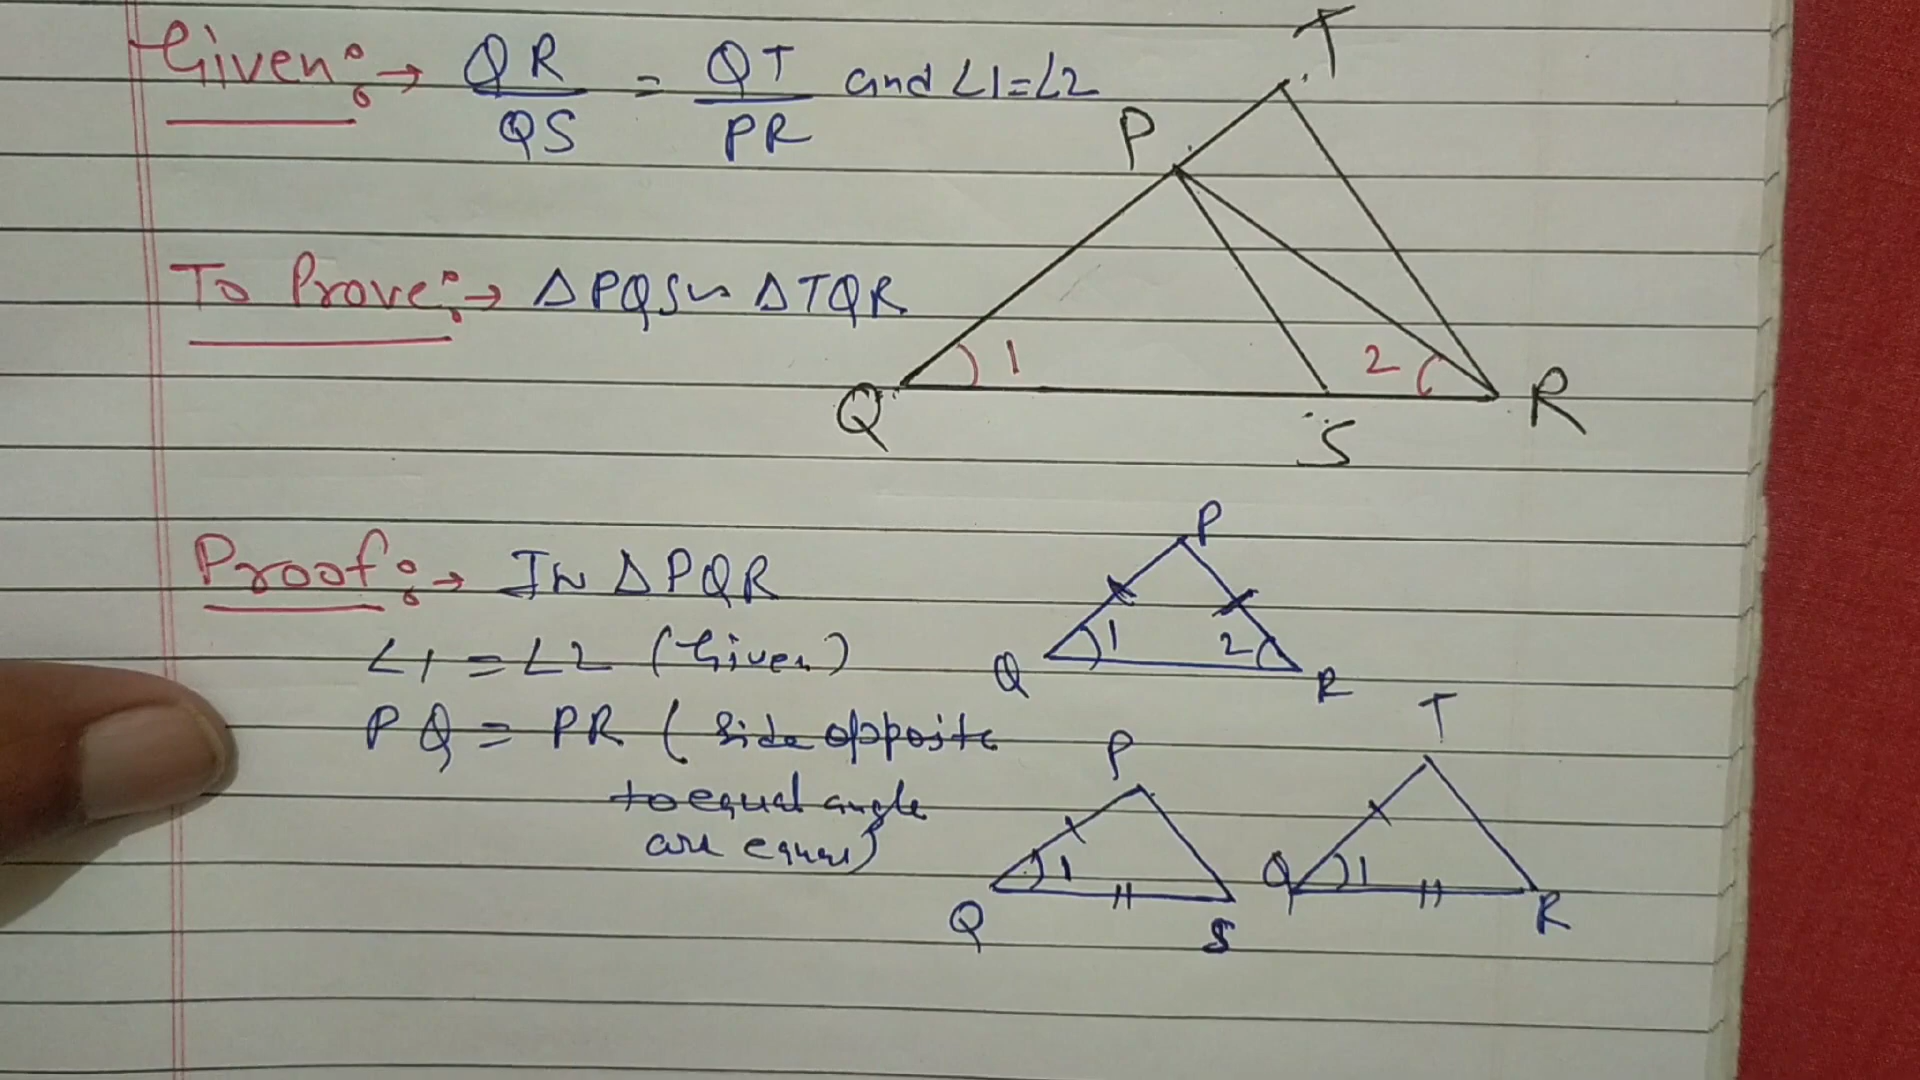 Given:→ QR/QS = QT/PR and ∠1=∠2
T
P
1
2
Q
S
R
To Prove:→ ΔPQS ~ ΔTQR
Proof:→ IN ΔPQR
∠1 = ∠2 (Given)
PQ = PR (Side opposite
to equal angle
are equal)
P
1
2
Q
R
P
1
Q
S
T
Q
1
R